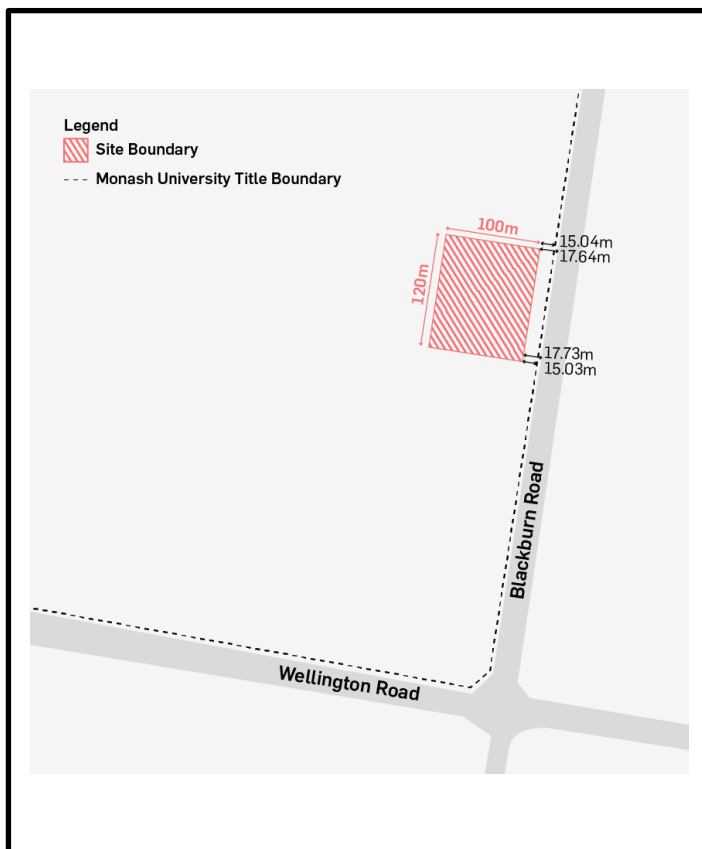 Legend
Site Boundary
Monash University Title Boundary
100m
15.04m
17.64m
120m
17.73m
15.03m
Blackburn Road
Wellington Road